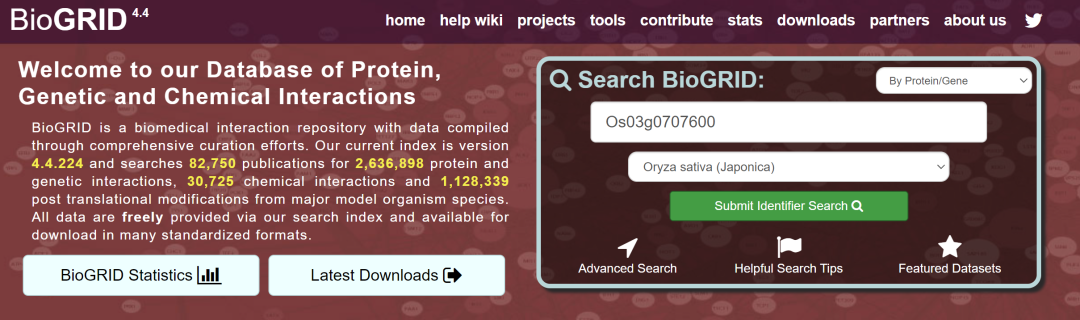 BioGRID 4.4
home help wiki projects tools contribute stats downloads partners about us
Welcome to our Database of Protein,
Genetic and Chemical Interactions
BioGRID is a biomedical interaction repository with data compiled
through comprehensive curation efforts. Our current index is version
4.4.224 and searches 82,750 publications for 2,636,898 protein and
genetic interactions, 30,725 chemical interactions and 1,128,339
post translational modifications from major model organism species.
All data are freely provided via our search index and available for
download in many standardized formats.
BioGRID Statistics
Latest Downloads
Search BioGRID:
By Protein/Gene
Os03g0707600
Oryza sativa (Japonica)
Submit Identifier Search
Advanced Search
Helpful Search Tips
Featured Datasets